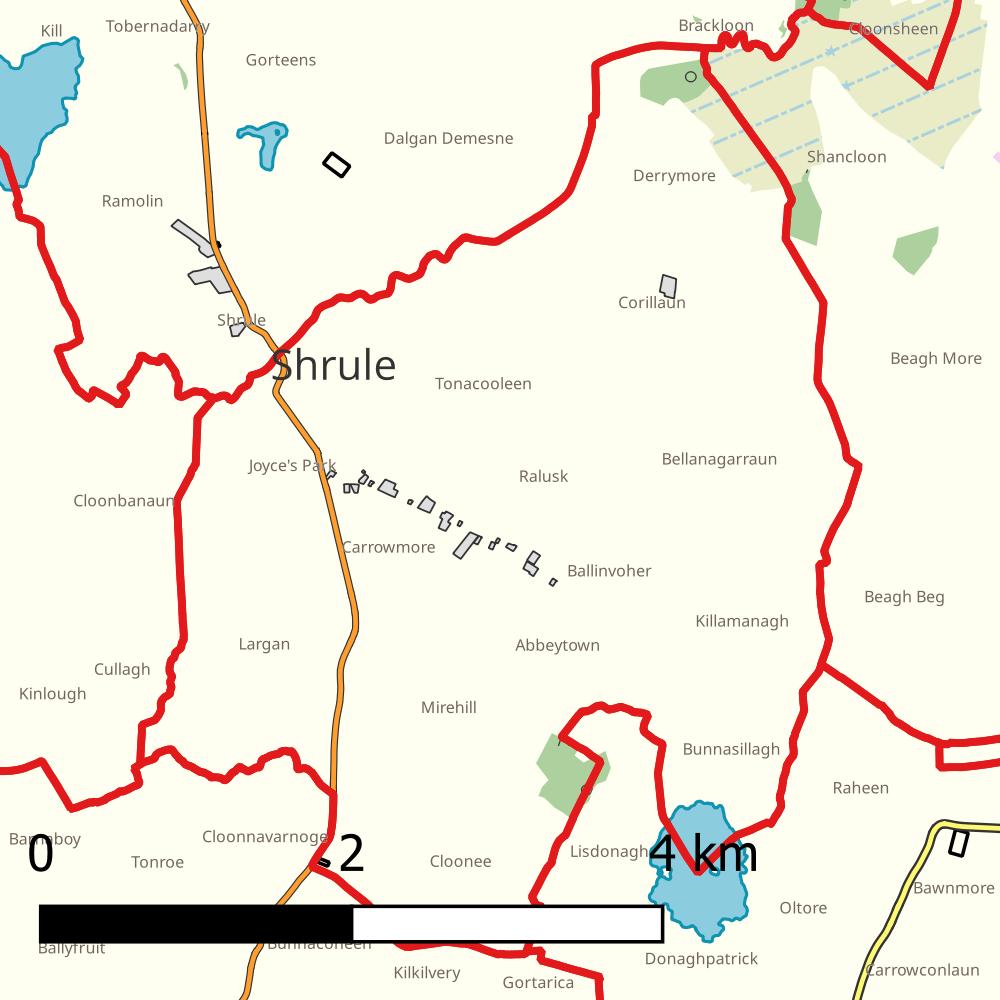 Kill
Tobernadarry
Brackloon
Cloonsheen
Gorteens
Dalgan Demesne
Shancloon
Derrymore
Ramolin
Corillaun
Shrule
Beagh More
Shrule
Tonacooleen
Joyce's Park
Bellanagarraun
Ralusk
Cloonbanaun
Carrowmore
Ballinvoher
Beagh Beg
Killamanagh
Largan
Abbeytown
Cullagh
Kinlough
Mirehill
Bunnasillagh
Raheen
Barnaboy
Cloonnavarnoge
0
2
4 km
Lisdonagh
Tonroe
Cloonee
Bawnmore
Oltore
Ballyfruit
Bunnaconeen
Donaghpatrick
Kilkilvery
Gortarica
Carrowconlaun